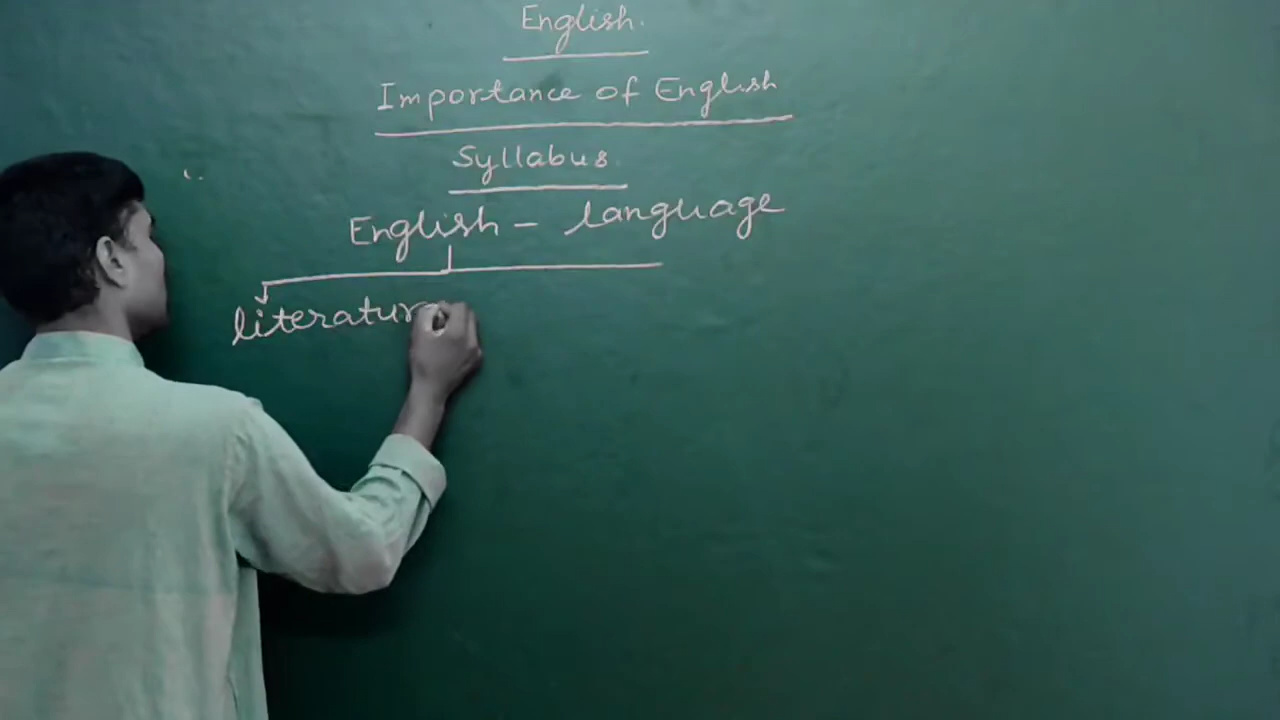 English.
Importance of English
Syllabus
English - language
literature